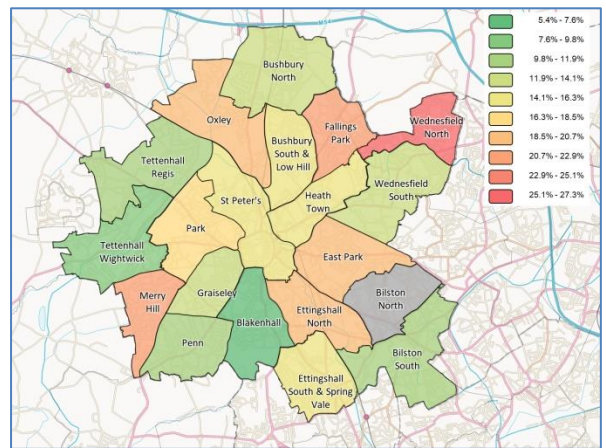 5.4% - 7.6%
7.6% - 9.8%
9.8% - 11.9%
11.9% - 14.1%
14.1% - 16.3%
16.3% - 18.5%
18.5% - 20.7%
20.7% - 22.9%
22.9% - 25.1%
25.1% - 27.3%
Bushbury
North
Oxley
Fallings
Park
Wednesfield
North
Bushbury
South &
Low Hill
Tettenhall
Regis
Wednesfield
South
Heath
Town
St Peter's
Park
Tettenhall
Wightwick
East Park
Merry
Hill
Graiseley
Blakenhall
Ettingshall
North
Bilston
North
Penn
Bilston
South
Ettingshall
South & Spring
Vale